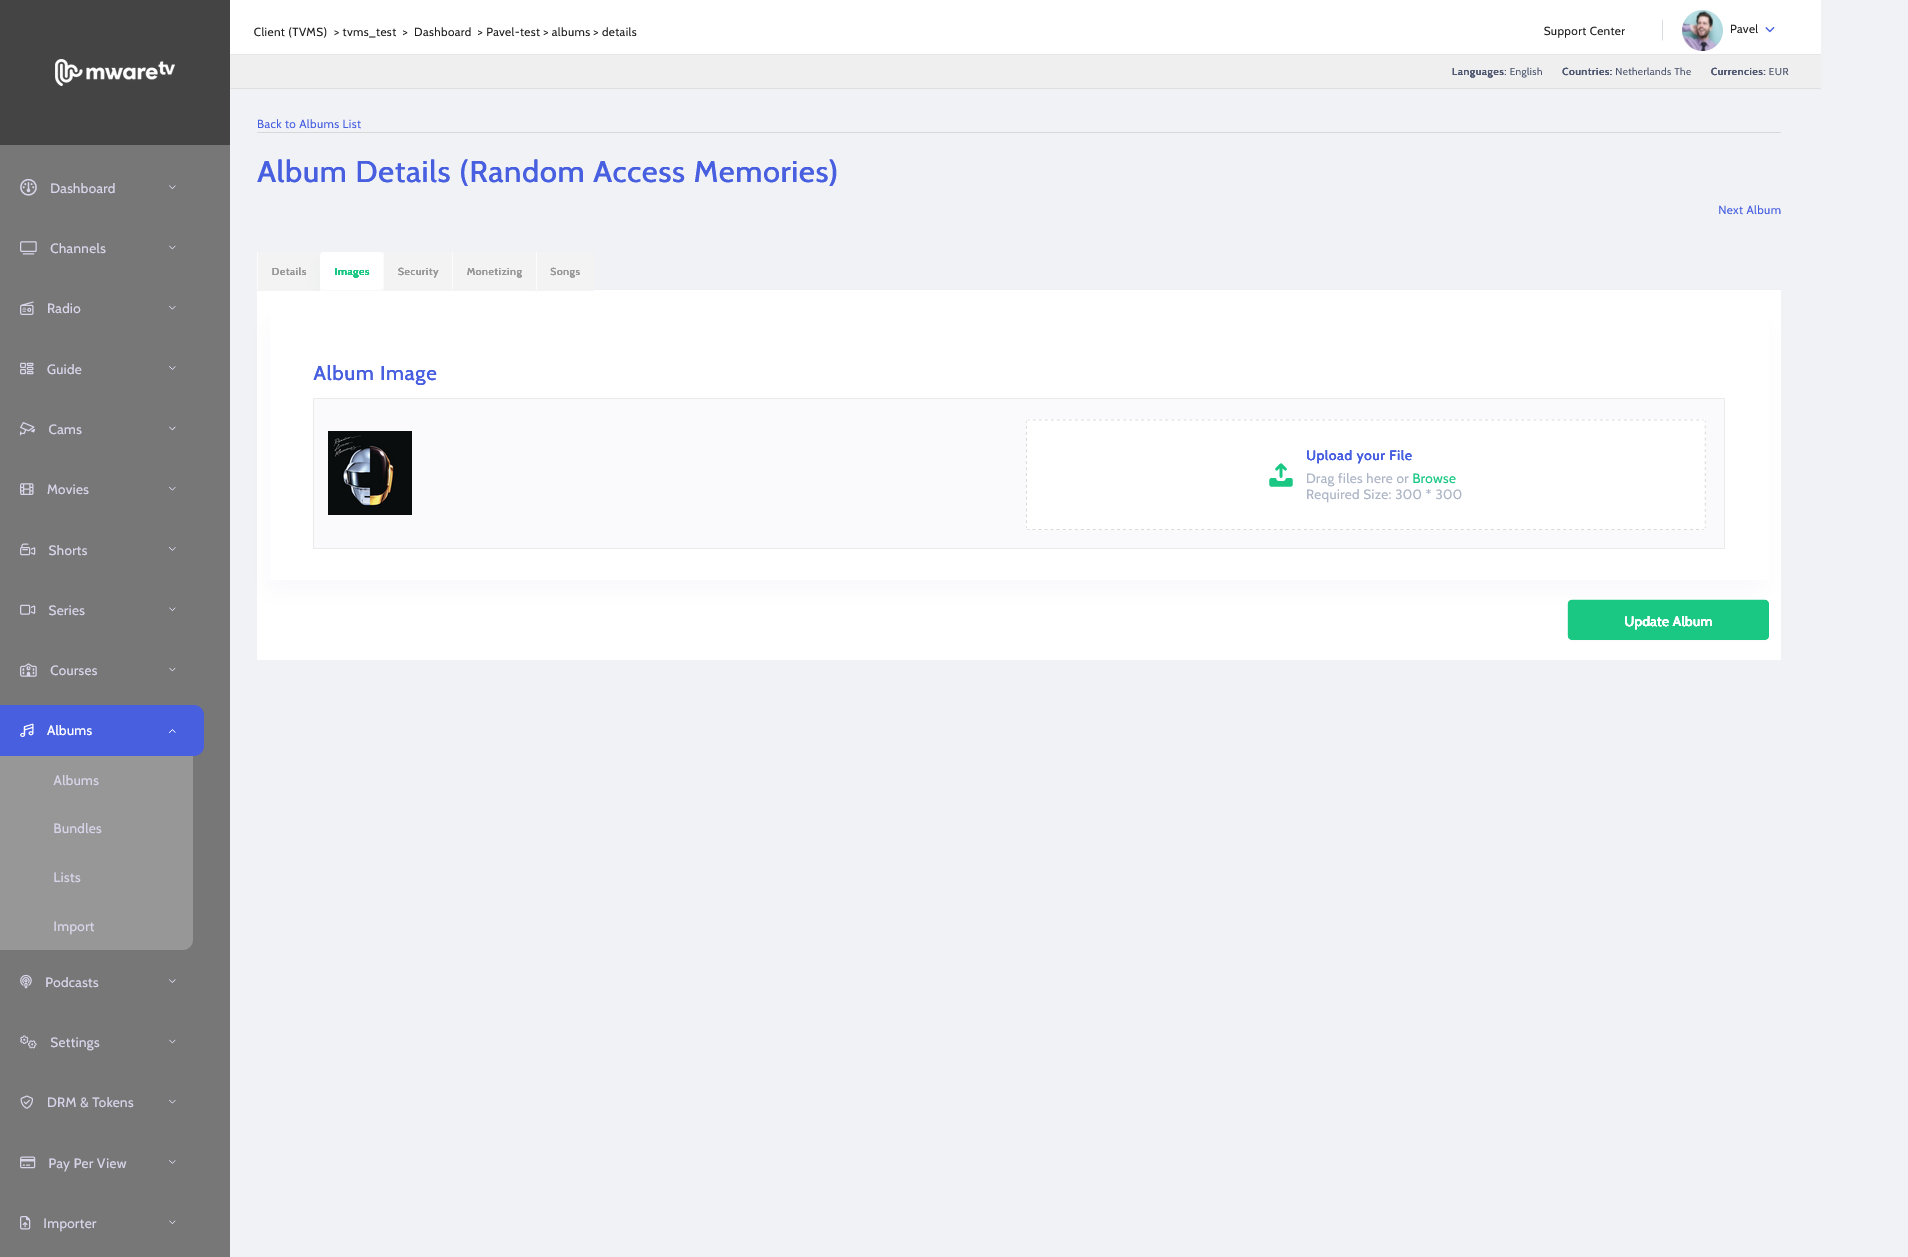 mwaretv
Client (TVMS) > tvms_test > Dashboard > Pavel-test > albums > details
Support Center
Pavel
Languages: English Countries: Netherlands The Currencies: EUR
Back to Albums List
Album Details (Random Access Memories)
Next Album
Details
Images
Security
Monetizing
Songs
Album Image
Upload your File
Drag files here or Browse
Required Size: 300 * 300
Update Album
Dashboard
Channels
Radio
Guide
Cams
Movies
Shorts
Series
Courses
Albums
Albums
Bundles
Lists
Import
Podcasts
Settings
DRM & Tokens
Pay Per View
Importer